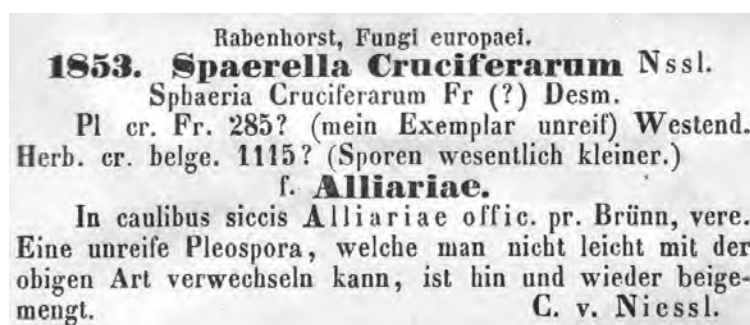 Rabenhorst, Fungi europaei.
1853. Spaerella Cruciferarum Nssl.
Sphaeria Cruciferarum Fr (?) Desm.
Pl cr. Fr. 285? (mein Exemplar unreif) Westend.
Herb. cr. belge. 1115? (Sporen wesentlich kleiner.)
f. Alliariae.
In caulibus siccis Alliariae offic. pr. Brünn, vere.
Eine unreife Pleospora, welche man nicht leicht mit der
obigen Art verwechseln kann, ist hin und wieder beige-
mengt. C. v. Niessl.